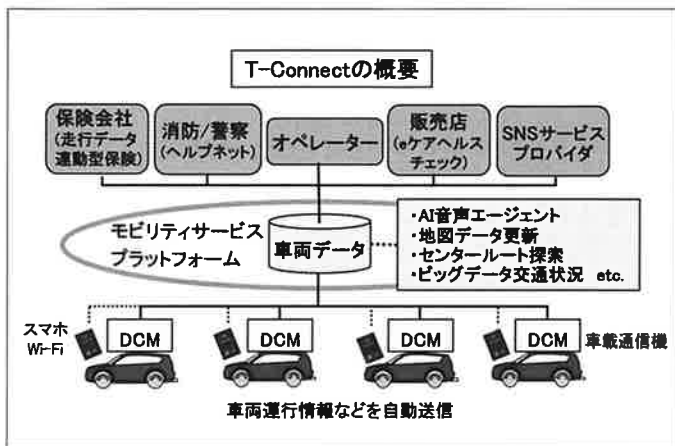 T-Connectの概要
保険会社
(走行データ
連動型保険)
消防/警察
(ヘルプネット)
オペレーター
販売店
(eケアヘルス
チェック)
SNSサービス
プロバイダ
モビリティサービス
プラットフォーム
車両データ
・AI音声エージェント
・地図データ更新
・センタールート探索
・ビッグデータ交通状況 etc.
スマホ
Wi-Fi
DCM
DCM
DCM
DCM
車載通信機
車両運行情報などを自動送信